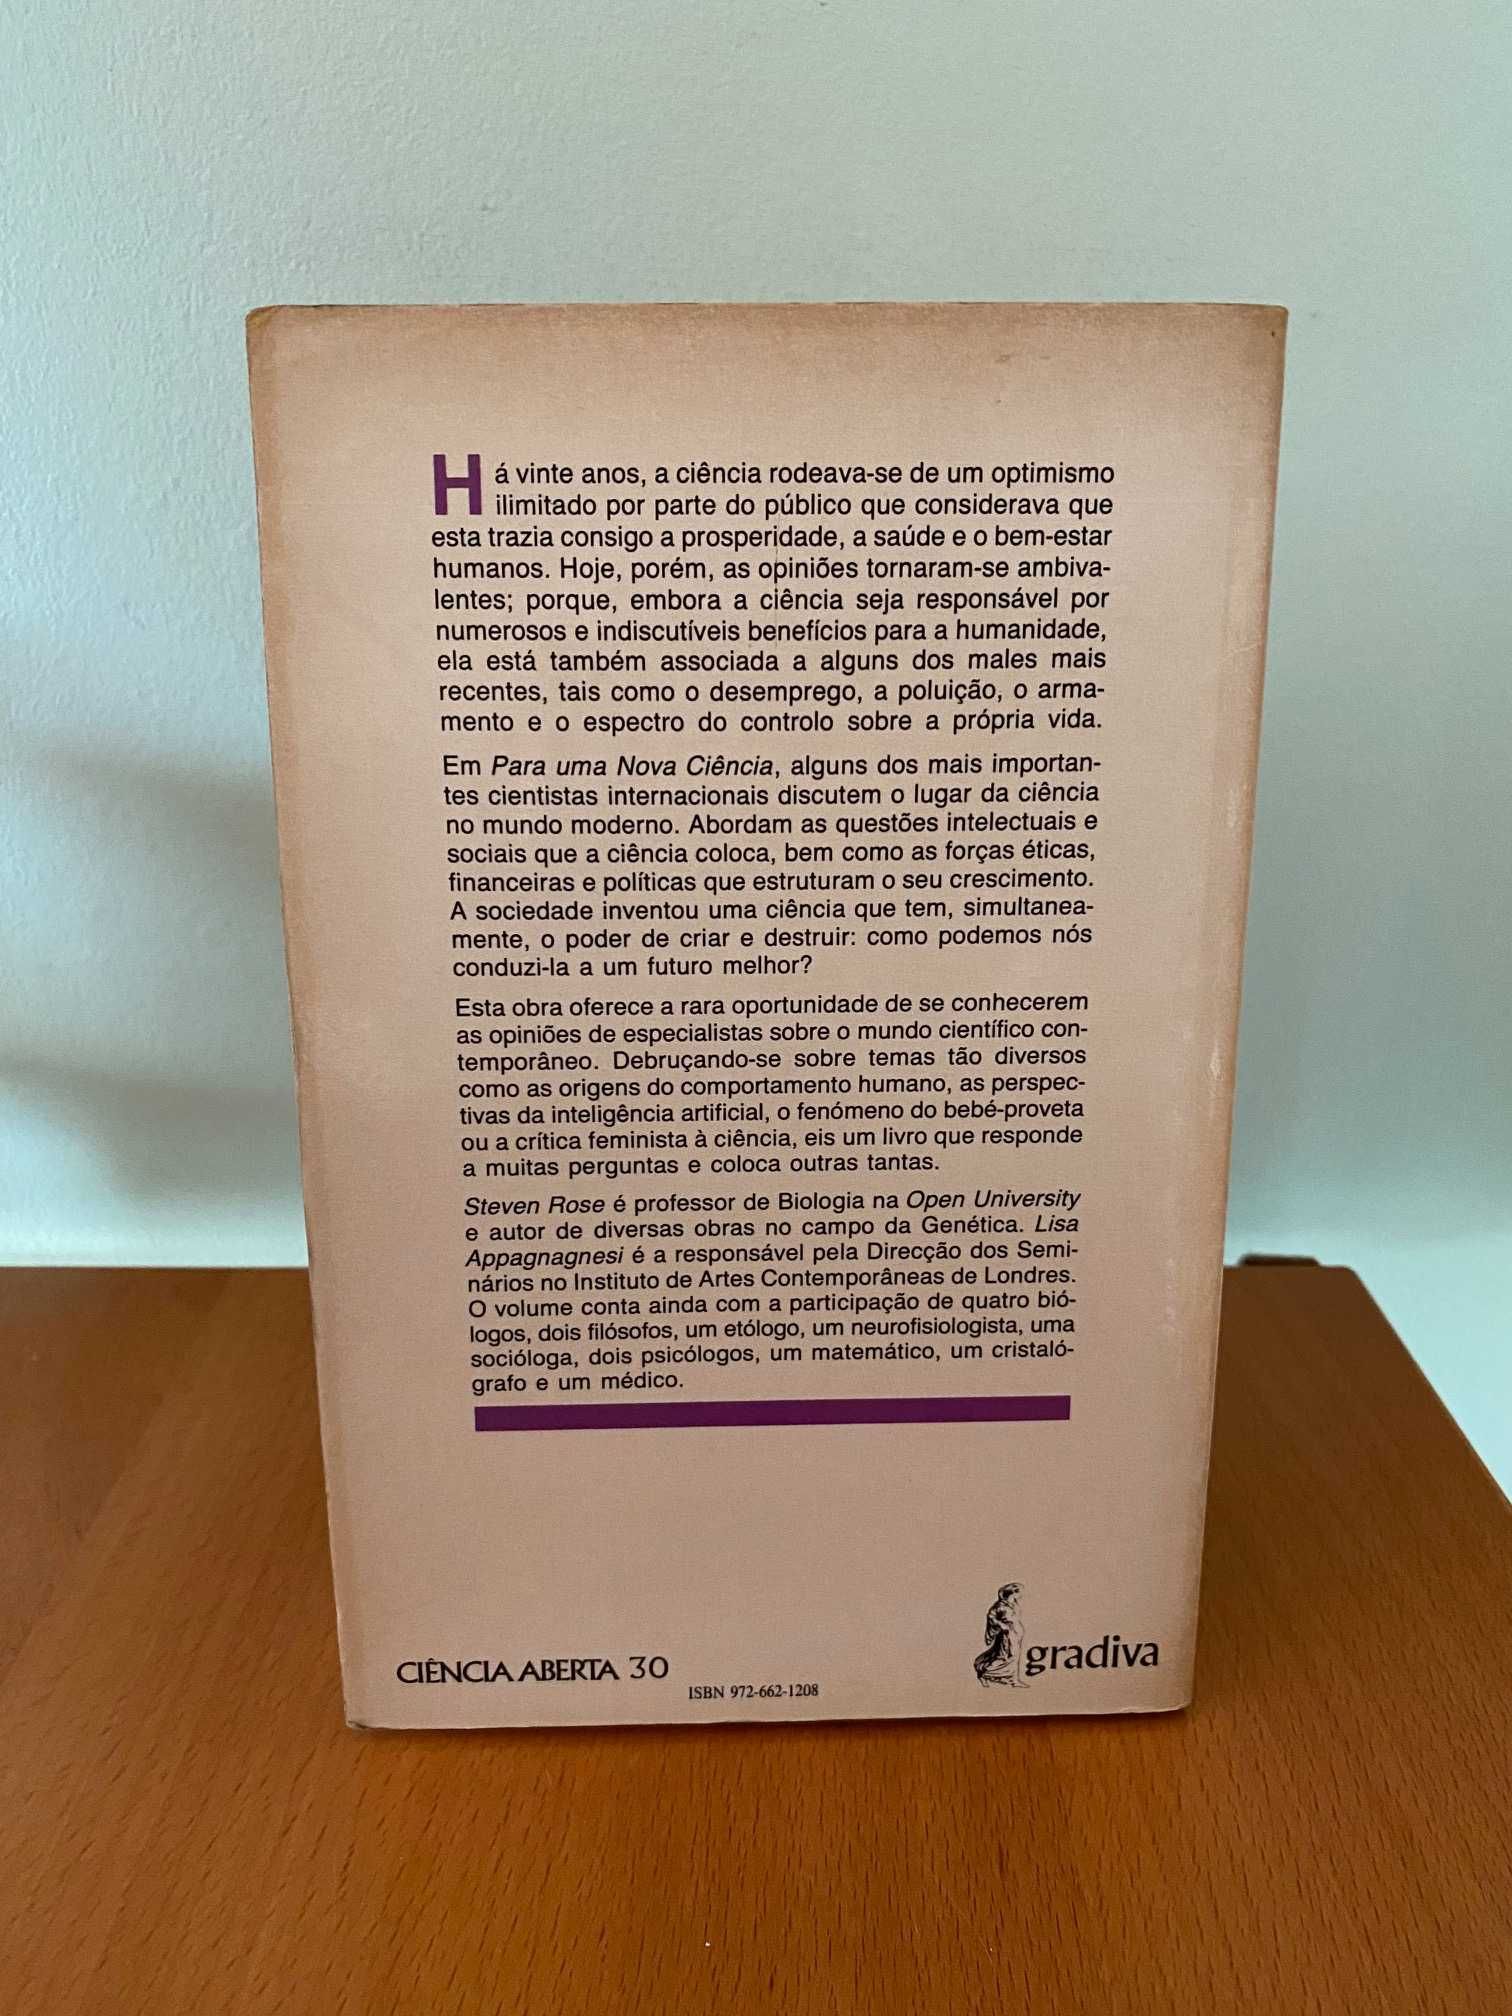 Há vinte anos, a ciência rodeava-se de um optimismo
ilimitado por parte do público que considerava que
esta trazia consigo a prosperidade, a saúde e o bem-estar
humanos. Hoje, porém, as opiniões tornaram-se ambiva-
lentes; porque, embora a ciência seja responsável por
numerosos e indiscutíveis benefícios para a humanidade,
ela está também associada a alguns dos males mais
recentes, tais como o desemprego, a poluição, o arma-
mento e o espectro do controlo sobre a própria vida.
Em Para uma Nova Ciência, alguns dos mais importan-
tes cientistas internacionais discutem o lugar da ciência
no mundo moderno. Abordam as questões intelectuais e
sociais que a ciência coloca, bem como as forças éticas,
financeiras e políticas que estruturam o seu crescimento.
A sociedade inventou uma ciência que tem, simultanea-
mente, o poder de criar e destruir: como podemos nós
conduzi-la a um futuro melhor?
Esta obra oferece a rara oportunidade de se conhecerem
as opiniões de especialistas sobre o mundo científico con-
temporâneo. Debruçando-se sobre temas tão diversos
como as origens do comportamento humano, as perspec-
tivas da inteligência artificial, o fenómeno do bebé-proveta
ou a crítica feminista à ciência, eis um livro que responde
a muitas perguntas e coloca outras tantas.
Steven Rose é professor de Biologia na Open University
e autor de diversas obras no campo da Genética. Lisa
Appagnagnesi é a responsável pela Direcção dos Semi-
nários no Instituto de Artes Contemporâneas de Londres.
O volume conta ainda com a participação de quatro bió-
logos, dois filósofos, um etólogo, um neurofisiologista, uma
socióloga, dois psicólogos, um matemático, um cristaló-
grafo e um médico.
CIÊNCIA ABERTA 30
ISBN 972-662-1208
gradiva